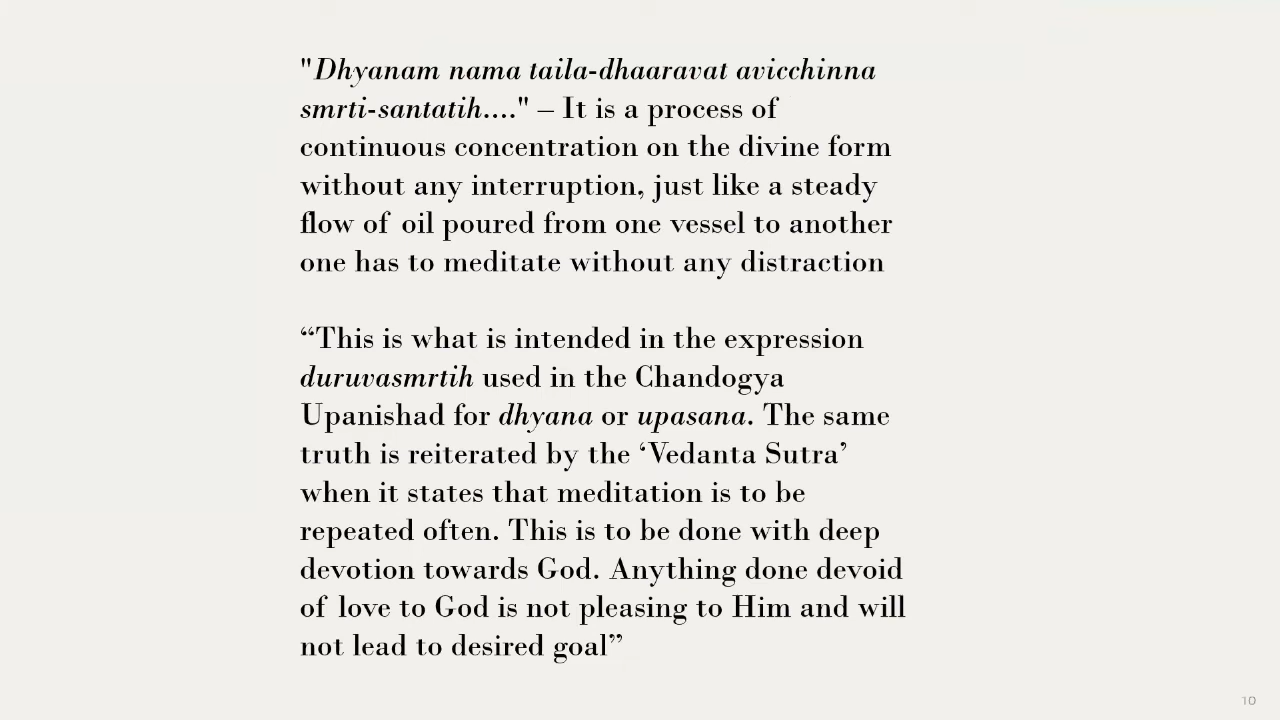 "Dhyanam nama taila-dhaaravat avicchinna
smrti-santatih...." – It is a process of
continuous concentration on the divine form
without any interruption, just like a steady
flow of oil poured from one vessel to another
one has to meditate without any distraction
“This is what is intended in the expression
duruvasmrtih used in the Chandogya
Upanishad for dhyana or upasana. The same
truth is reiterated by the ‘Vedanta Sutra’
when it states that meditation is to be
repeated often. This is to be done with deep
devotion towards God. Anything done devoid
of love to God is not pleasing to Him and will
not lead to desired goal”
10